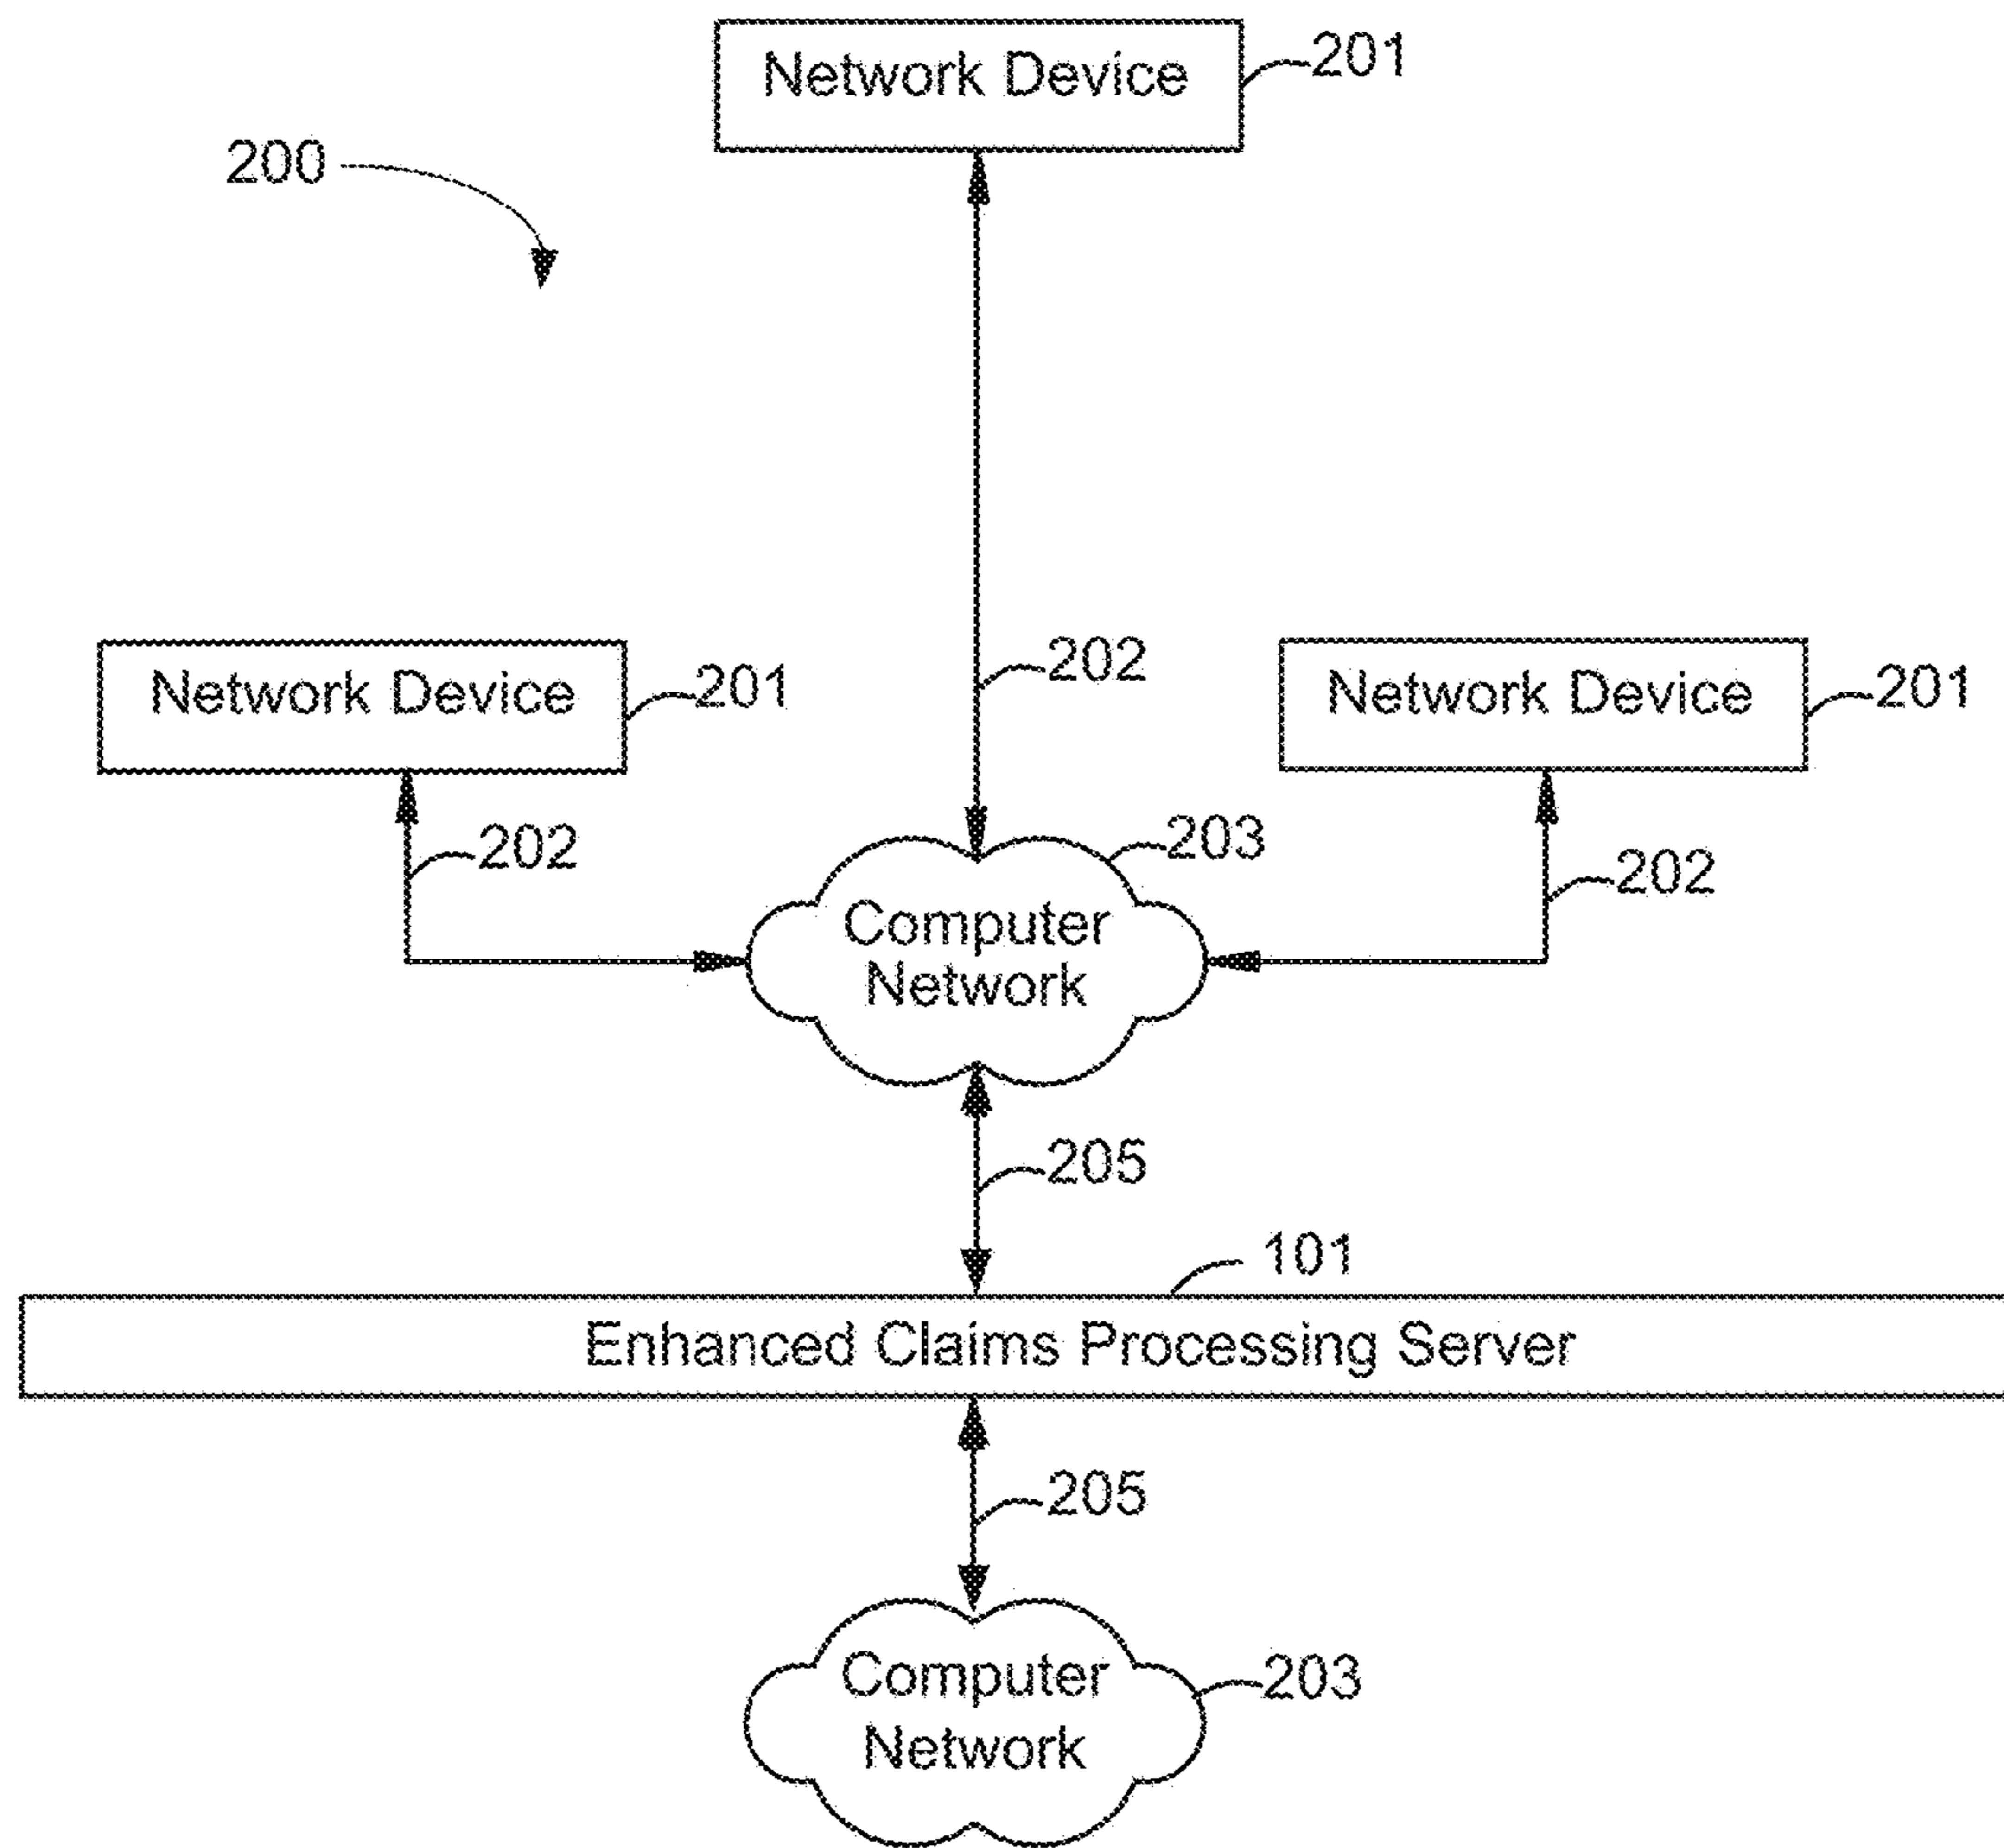 Network Device
201
200
202
Network Device
201
Network Device
201
202
203
202
Computer
Network
205
101
Enhanced Claims Processing Server
205
Computer
Network
203